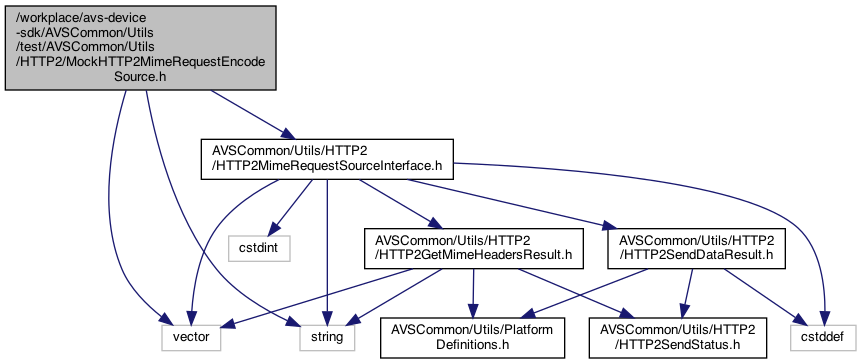 /workplace/avs-device
-sdk/AVSCommon/Utils
/test/AVSCommon/Utils
/HTTP2/MockHTTP2MimeRequestEncode
Source.h
AVSCommon/Utils/HTTP2
/HTTP2MimeRequestSourceInterface.h
cstdint
AVSCommon/Utils/HTTP2
/HTTP2GetMimeHeadersResult.h
AVSCommon/Utils/HTTP2
/HTTP2SendDataResult.h
vector
string
AVSCommon/Utils/Platform
Definitions.h
AVSCommon/Utils/HTTP2
/HTTP2SendStatus.h
cstddef